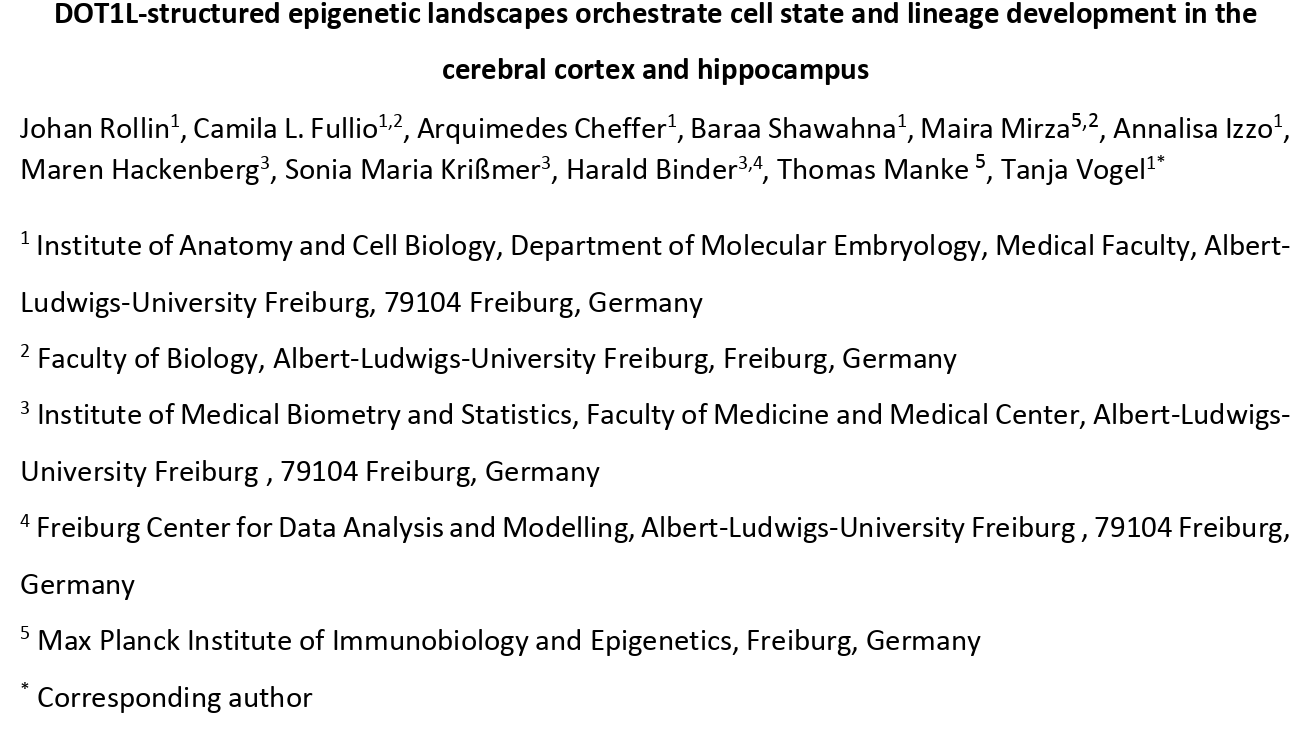 DOT1L-structured epigenetic landscapes orchestrate cell state and lineage development in the
cerebral cortex and hippocampus
Johan Rollin¹, Camila L. Fullio¹,², Arquimedes Cheffer¹, Baraa Shawahna¹, Maira Mirza⁵,², Annalisa Izzo¹,
Maren Hackenberg³, Sonia Maria Krißmer³, Harald Binder³,⁴, Thomas Manke ⁵, Tanja Vogel¹*
¹ Institute of Anatomy and Cell Biology, Department of Molecular Embryology, Medical Faculty, Albert-
Ludwigs-University Freiburg, 79104 Freiburg, Germany
² Faculty of Biology, Albert-Ludwigs-University Freiburg, Freiburg, Germany
³ Institute of Medical Biometry and Statistics, Faculty of Medicine and Medical Center, Albert-Ludwigs-
University Freiburg , 79104 Freiburg, Germany
⁴ Freiburg Center for Data Analysis and Modelling, Albert-Ludwigs-University Freiburg , 79104 Freiburg,
Germany
⁵ Max Planck Institute of Immunobiology and Epigenetics, Freiburg, Germany
* Corresponding author